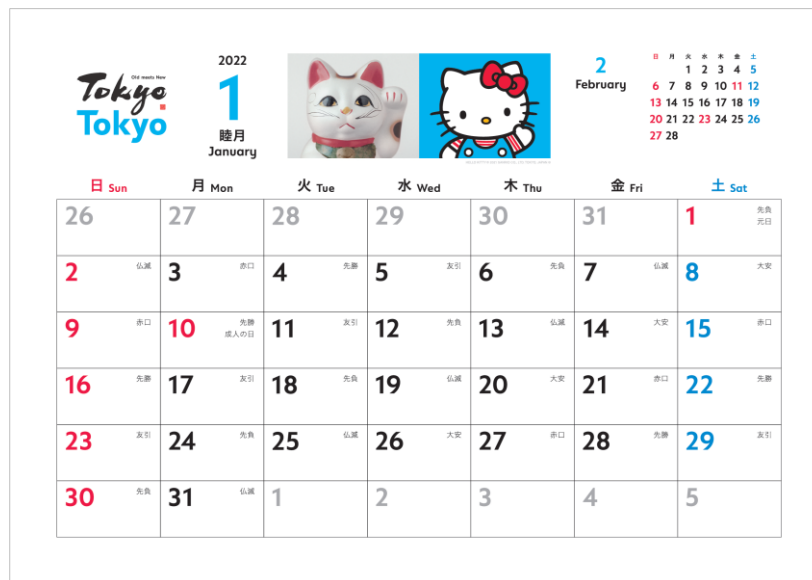 Old meets New
Tokyo
Tokyo
2022
1
睦月
January
2
February
日 月 火 水 木 金 土
1 2 3 4 5
6 7 8 9 10 11 12
13 14 15 16 17 18 19
20 21 22 23 24 25 26
27 28
日 Sun 月 Mon 火 Tue 水 Wed 木 Thu 金 Fri 土 Sat
26 27 28 29 30 31 1 先負
元日
2 仏滅 3 赤口 4 先勝 5 友引 6 先負 7 仏滅 8 大安
9 赤口 10 先勝 11 友引 12 先負 13 仏滅 14 大安 15 赤口
成人の日
16 先勝 17 友引 18 先負 19 仏滅 20 大安 21 赤口 22 先勝
23 友引 24 先負 25 仏滅 26 大安 27 赤口 28 先勝 29 友引
30 先負 31 仏滅 1 2 3 4 5